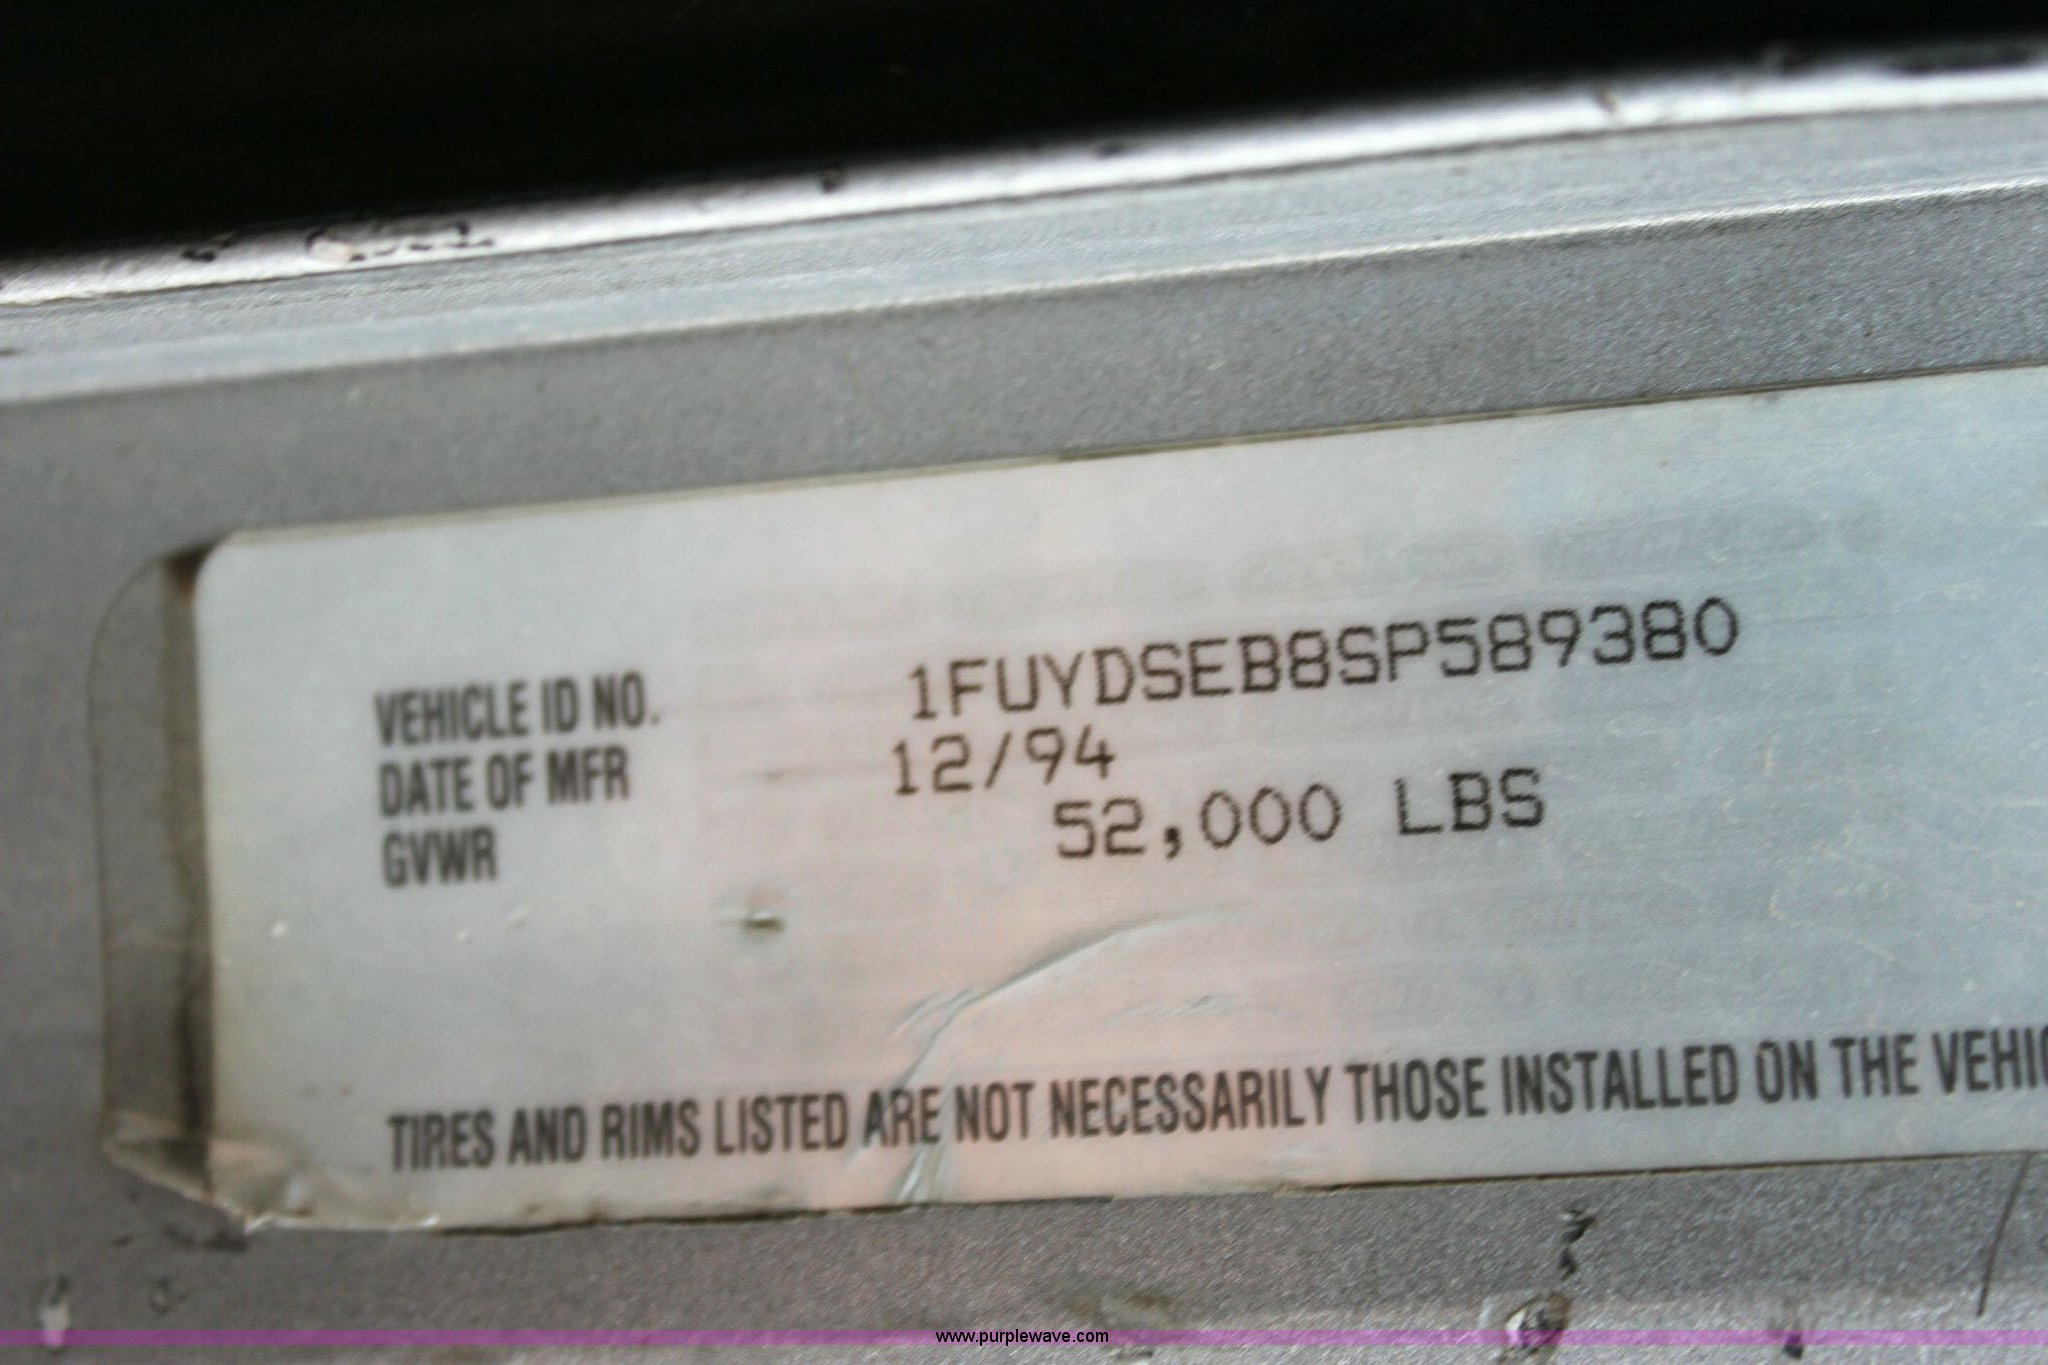 VEHICLE ID NO. 1FUYDSEB8SP589380
DATE OF MFR 12/94
GVWR 52,000 LBS
TIRES AND RIMS LISTED ARE NOT NECESSARILY THOSE INSTALLED ON THE VEHIC
www.purplewave.com